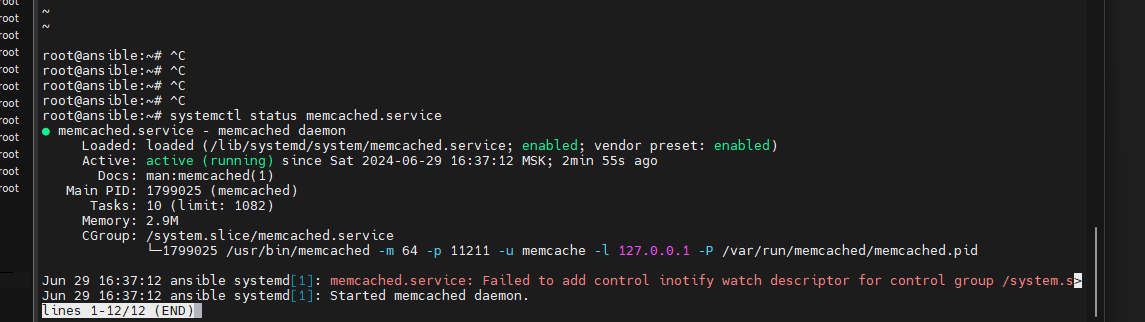 root
root
root
root
root
root
root
root
root
root
root
root
~
~
root@ansible:~# ^C
root@ansible:~# ^C
root@ansible:~# ^C
root@ansible:~# ^C
root@ansible:~# systemctl status memcached.service
● memcached.service - memcached daemon
Loaded: loaded (/lib/systemd/system/memcached.service; enabled; vendor preset: enabled)
Active: active (running) since Sat 2024-06-29 16:37:12 MSK; 2min 55s ago
Docs: man:memcached(1)
Main PID: 1799025 (memcached)
Tasks: 10 (limit: 1082)
Memory: 2.9M
CGroup: /system.slice/memcached.service
└─1799025 /usr/bin/memcached -m 64 -p 11211 -u memcache -l 127.0.0.1 -P /var/run/memcached/memcached.pid
Jun 29 16:37:12 ansible systemd[1]: memcached.service: Failed to add control inotify watch descriptor for control group /system.s>
Jun 29 16:37:12 ansible systemd[1]: Started memcached daemon.
lines 1-12/12 (END)